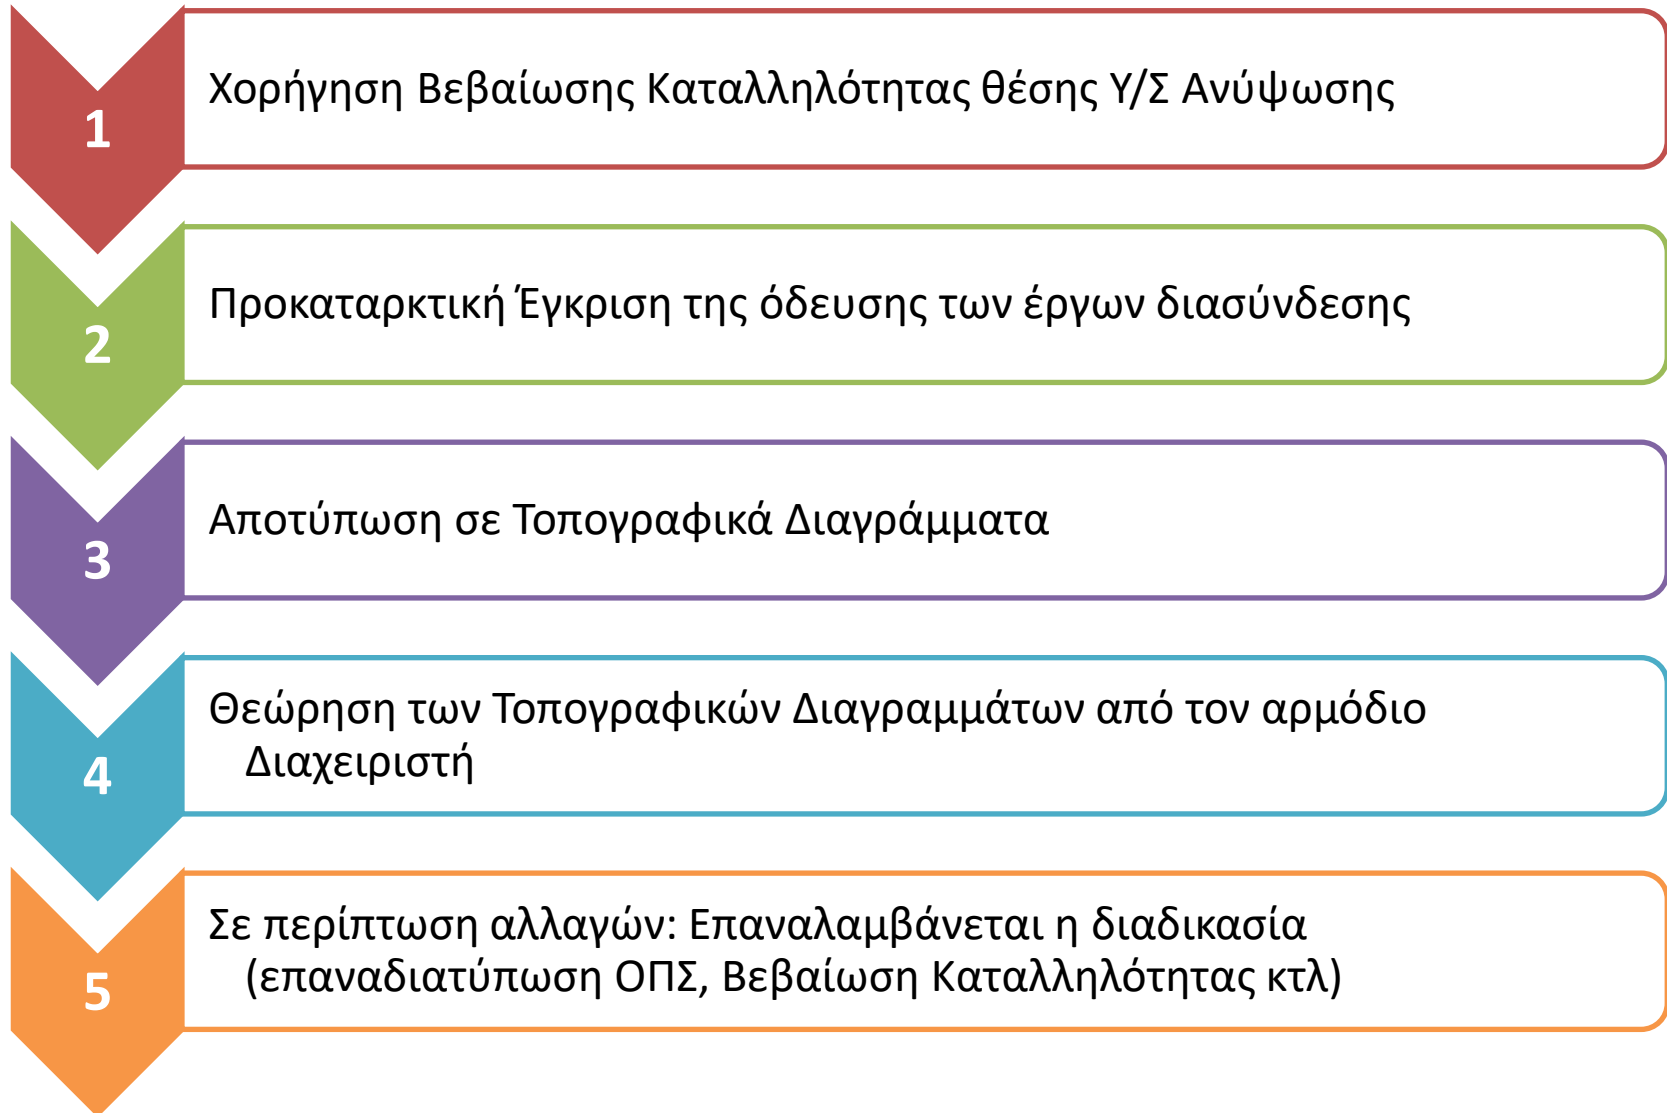 1
Χορήγηση Βεβαίωσης Καταλληλότητας θέσης Υ/Σ Ανύψωσης
2
Προκαταρκτική Έγκριση της όδευσης των έργων διασύνδεσης
3
Αποτύπωση σε Τοπογραφικά Διαγράμματα
4
Θεώρηση των Τοπογραφικών Διαγραμμάτων από τον αρμόδιο
Διαχειριστή
5
Σε περίπτωση αλλαγών: Επαναλαμβάνεται η διαδικασία
(επαναδιατύπωση ΟΠΣ, Βεβαίωση Καταλληλότητας κτλ)